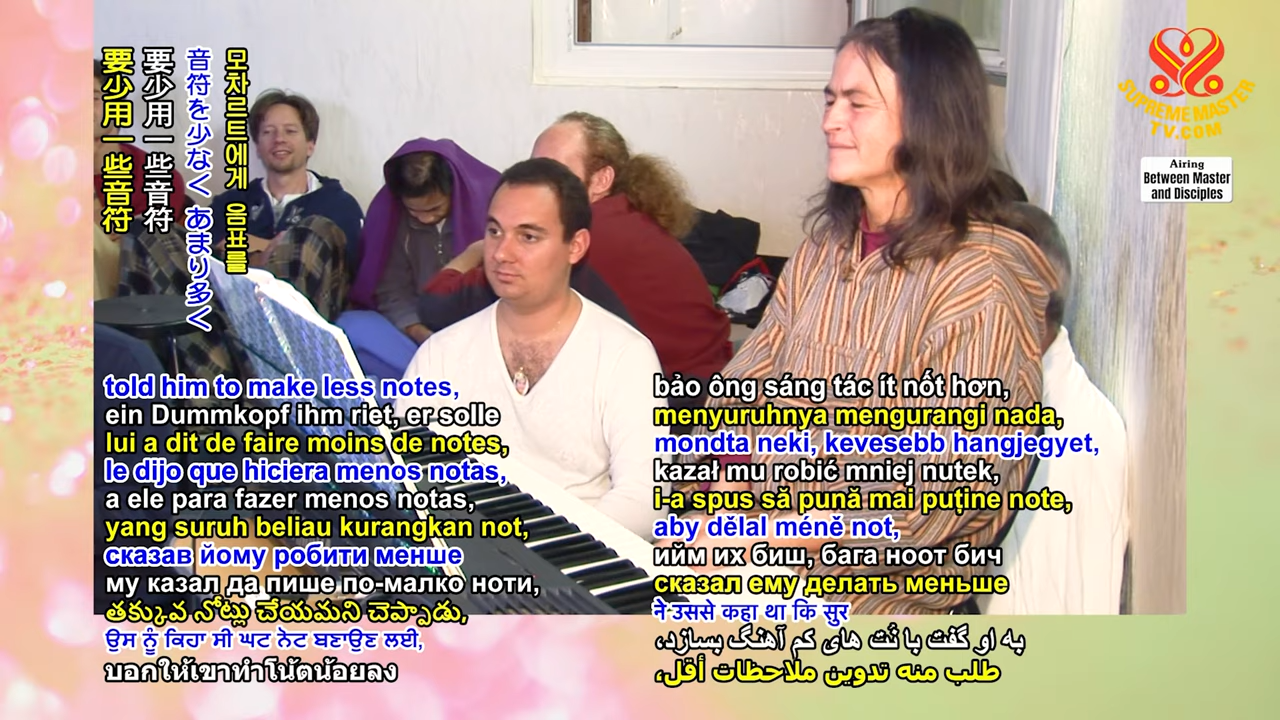 要少用一些音符
要少用一些音符
音符を少なく あまり多く
모차르트에게 음표를
SUPREME MASTER
TV.COM
Airing
Between Master
and Disciples
told him to make less notes,
ein Dummkopf ihm riet, er solle
lui a dit de faire moins de notes,
le dijo que hiciera menos notas,
a ele para fazer menos notas,
yang suruh beliau kurangkan not,
сказав йому робити менше
му казал да пише по-малко ноти,
తక్కువ నోట్లు చేయమని చెప్పాడు,
ਉਸ ਨੂੰ ਕਿਹਾ ਸੀ ਘਟ ਨੋਟ ਬਣਾਉਣ ਲਈ,
บอกให้เขาทำโน้ตน้อยลง
bảo ông sáng tác ít nốt hơn,
menyuruhnya mengurangi nada,
mondta neki, kevesebb hangjegyet,
kazał mu robić mniej nutek,
i-a spus să pună mai puține note,
aby dělal méně not,
ийм их биш, бага ноот бич
сказал ему делать меньше
ने उससे कहा था कि सुर
به او گفت با نُت های کم آهنگ بسازد،
طلب منه تدوين ملاحظات أقل،